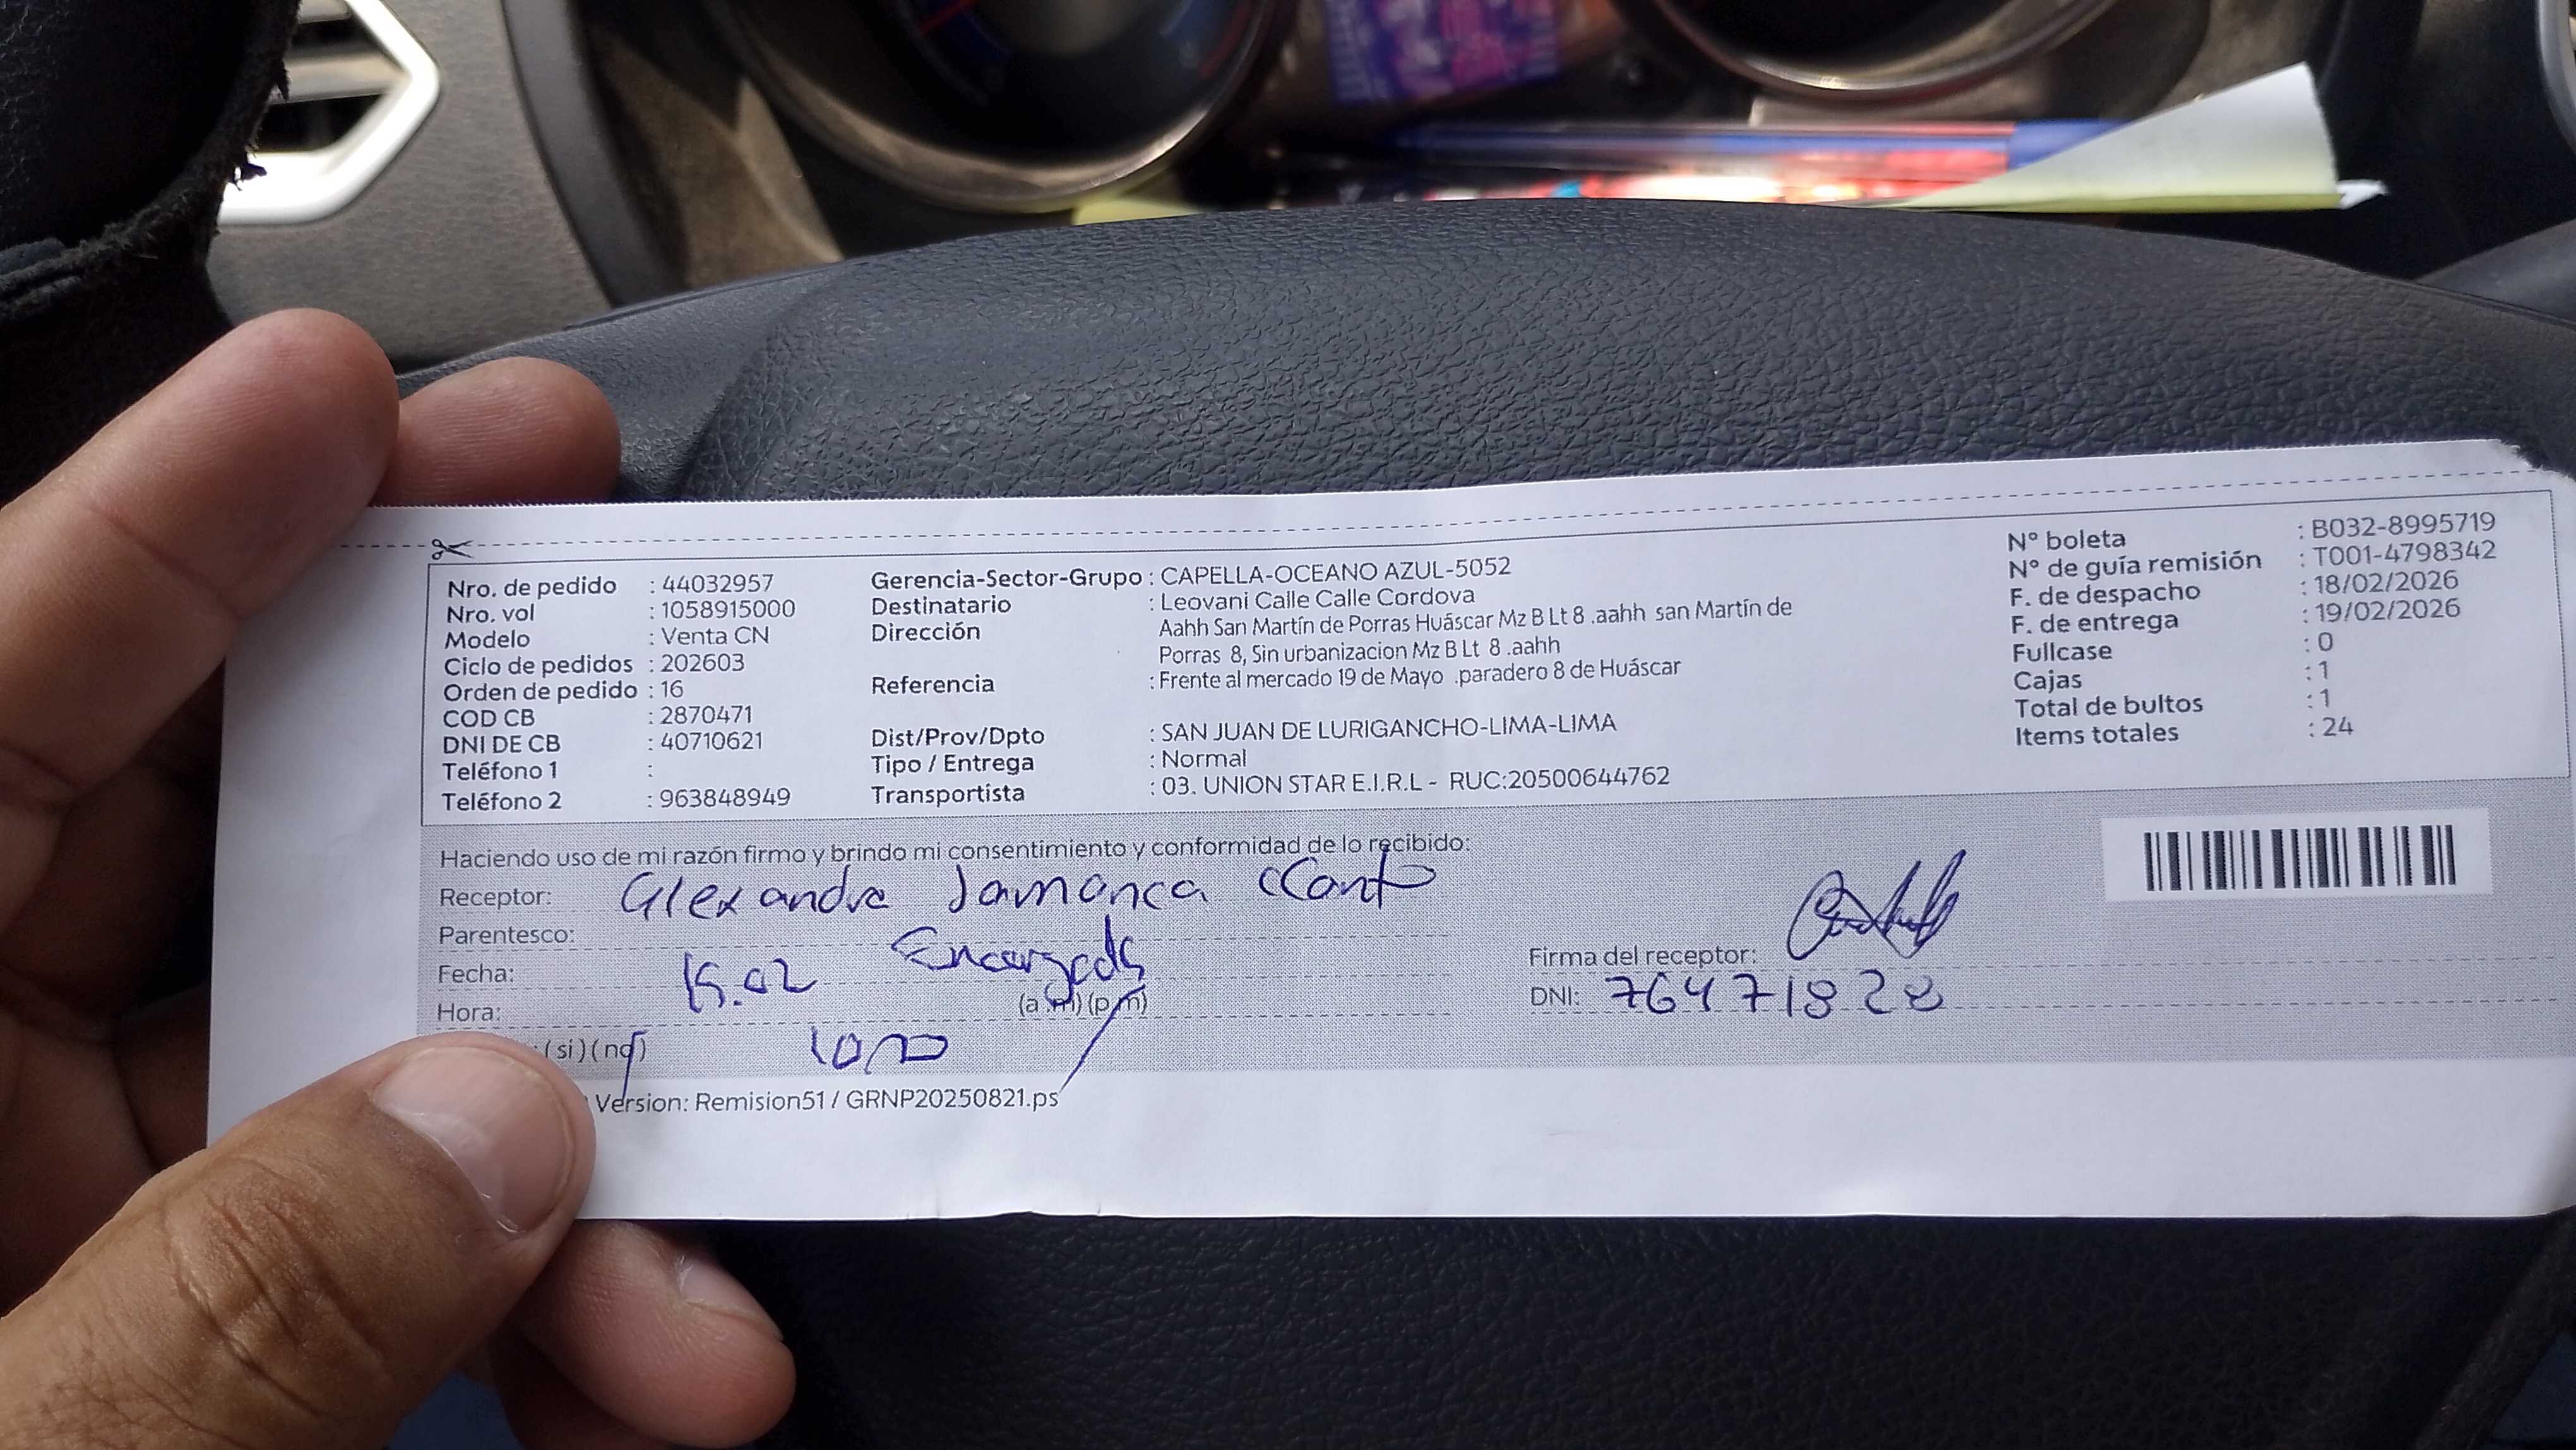 Nro. de pedido : 44032957
Nro. vol : 1058915000
Modelo : Venta CN
Ciclo de pedidos : 202603
Orden de pedido : 16
COD CB : 2870471
DNI DE CB : 40710621
Teléfono 1 :
Teléfono 2 : 963848949
Gerencia-Sector-Grupo : CAPELLA-OCEANO AZUL-5052
Destinatario : Leovani Calle Calle Cordova
Dirección Aahh San Martín de Porras Huáscar Mz B Lt 8 .aahh san Martín de
Porras 8, Sin urbanizacion Mz B Lt 8 .aahh
Referencia : Frente al mercado 19 de Mayo .paradero 8 de Huáscar
Dist/Prov/Dpto : SAN JUAN DE LURIGANCHO-LIMA-LIMA
Tipo / Entrega : Normal
Transportista : 03. UNION STAR E.I.R.L - RUC:20500644762
N° boleta : B032-8995719
N° de guía remisión : T001-4798342
F. de despacho : 18/02/2026
F. de entrega : 19/02/2026
Fullcase : 0
Cajas : 1
Total de bultos : 1
Items totales : 24
Haciendo uso de mi razón firmo y brindo mi consentimiento y conformidad de lo recibido:
Receptor: Alexandra Jamanca
Parentesco: Encargada
Fecha:
Hora: (a.m) (p.m)
: (si) (no)
Firma del receptor:
DNI: 76471828
Version: Remision51 / GRNP20250821.ps